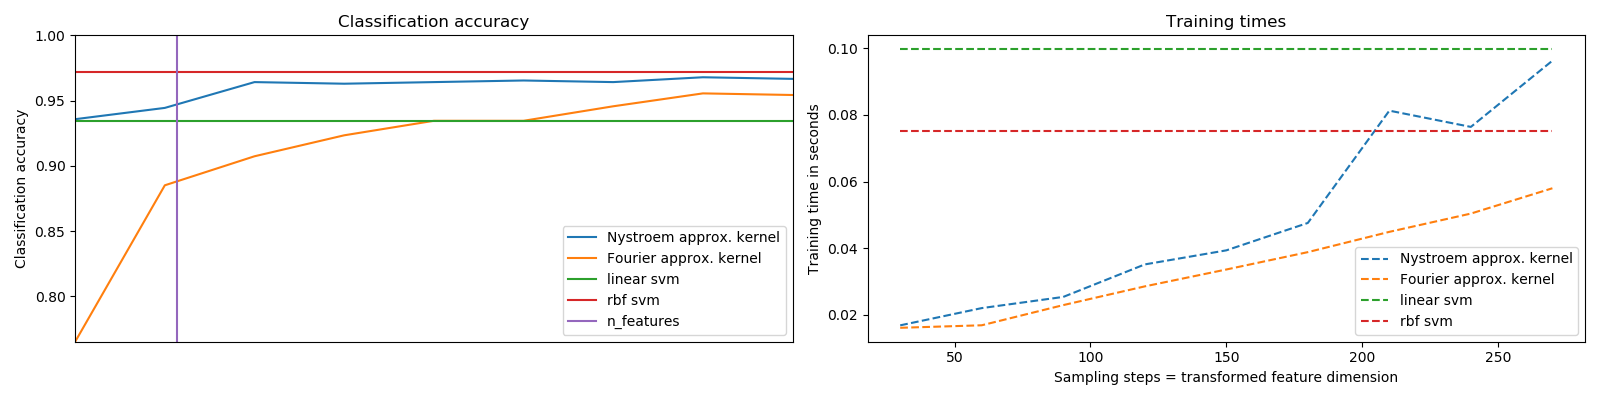 Classification accuracy
1.00
0.95
0.90
0.85
0.80
Classification accuracy
Nystroem approx. kernel
Fourier approx. kernel
linear svm
rbf svm
n_features
Training times
0.10
0.08
0.06
0.04
0.02
Training time in seconds
Nystroem approx. kernel
Fourier approx. kernel
linear svm
rbf svm
50 100 150 200 250
Sampling steps = transformed feature dimension